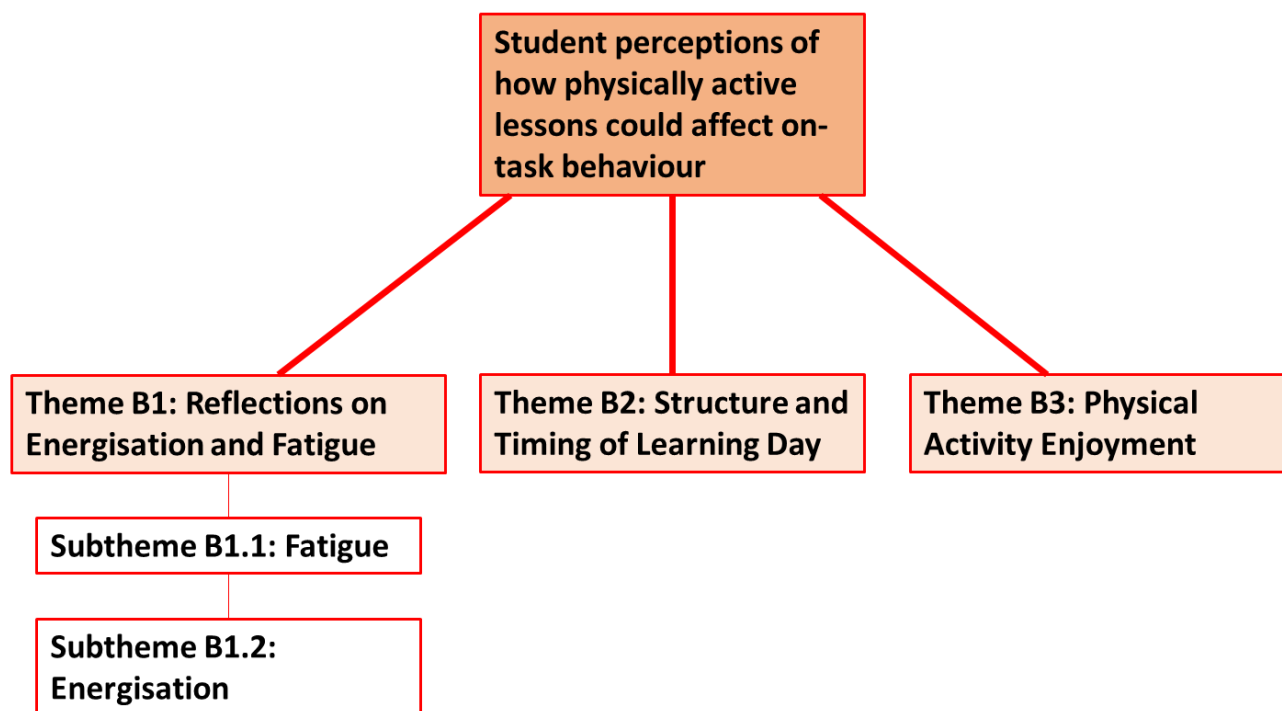 Student perceptions of
how physically active
lessons could affect on-
task behaviour
Theme B1: Reflections on
Energisation and Fatigue
Theme B2: Structure and
Timing of Learning Day
Theme B3: Physical
Activity Enjoyment
Subtheme B1.1: Fatigue
Subtheme B1.2:
Energisation